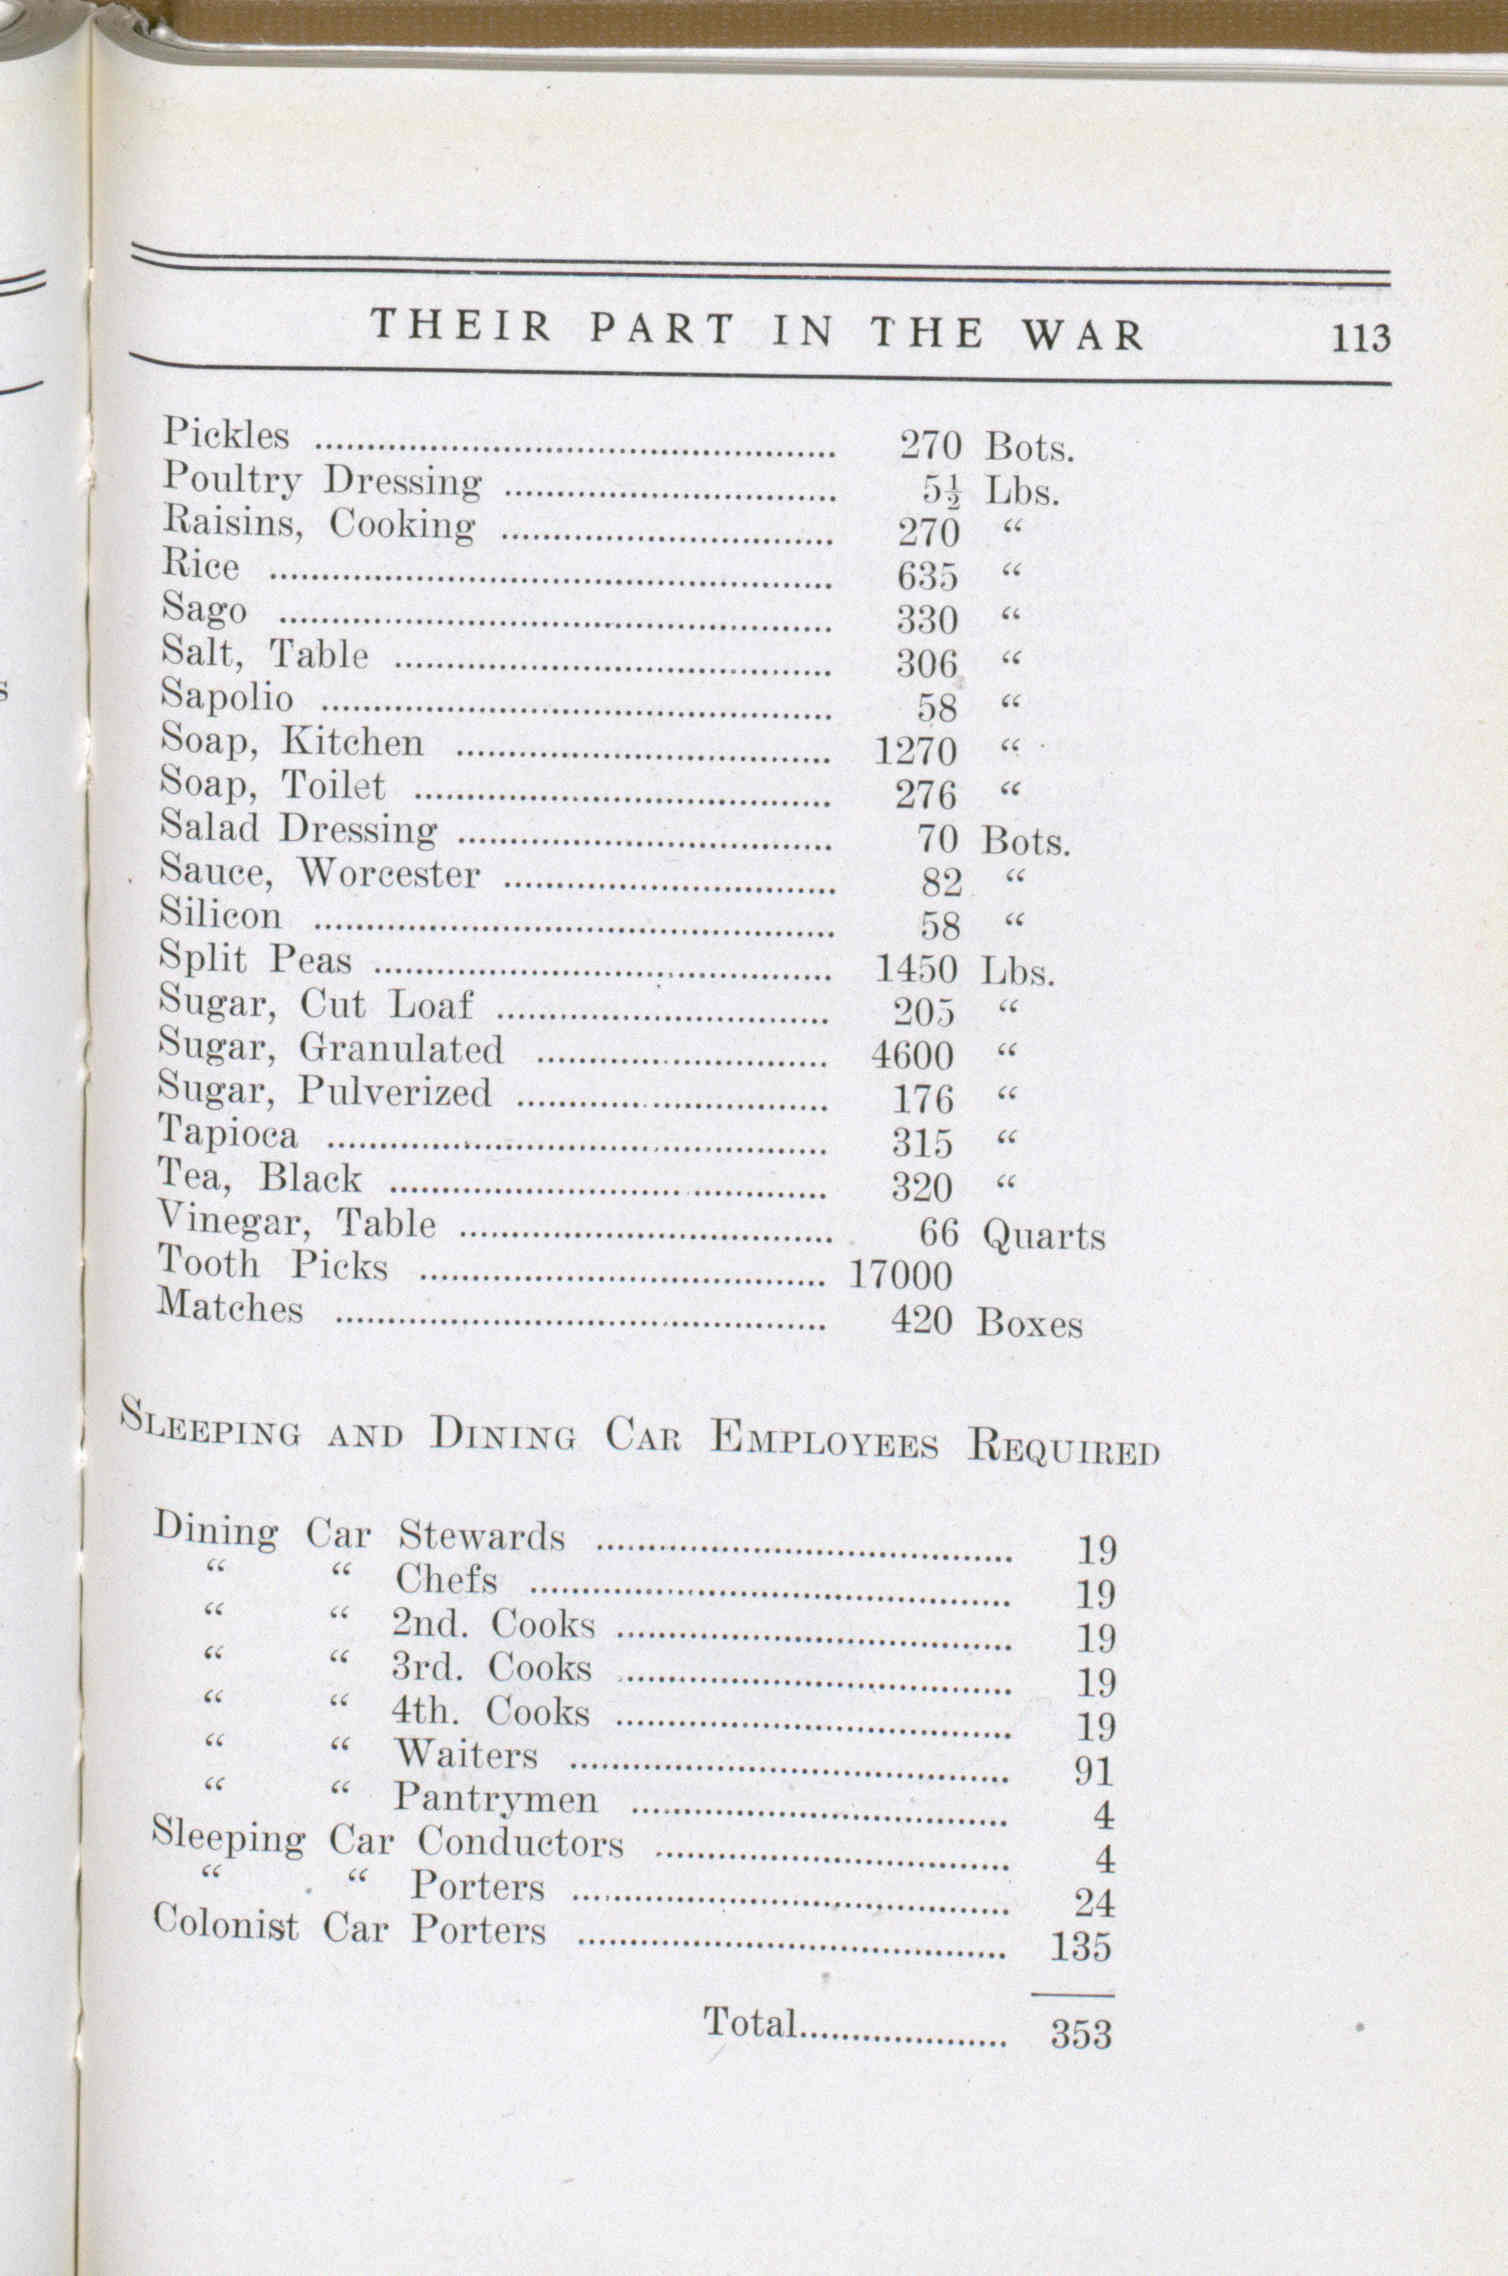 THEIR PART IN THE WAR 113
Pickles ................................................ 270 Bots.
Poultry Dressing ................................ 5½ Lbs.
Raisins, Cooking ................................ 270 “
Rice ...................................................... 635 “
Sago ..................................................... 330 “
Salt, Table .......................................... 306 “
Sapolio ................................................. 58 “
Soap, Kitchen .................................... 1270 “
Soap, Toilet ........................................ 276 “
Salad Dressing .................................... 70 Bots.
Sauce, Worcester ................................ 82 “
Silicon .................................................. 58 “
Split Peas ............................................ 1450 Lbs.
Sugar, Cut Loaf ................................ 205 “
Sugar, Granulated ............................ 4600 “
Sugar, Pulverized .............................. 176 “
Tapioca ................................................ 315 “
Tea, Black .......................................... 320 “
Vinegar, Table .................................... 66 Quarts
Tooth Picks ....................................... 17000
Matches ............................................... 420 Boxes
Sleeping and Dining Car Employees Required
Dining Car Stewards ........................................ 19
“ “ Chefs .............................................. 19
“ “ 2nd. Cooks ...................................... 19
“ “ 3rd. Cooks ...................................... 19
“ “ 4th. Cooks ...................................... 19
“ “ Waiters .......................................... 91
“ “ Pantrymen .................................... 4
Sleeping Car Conductors .................................. 4
“ “ Porters .......................................... 24
Colonist Car Porters ......................................... 135
Total.................... 353